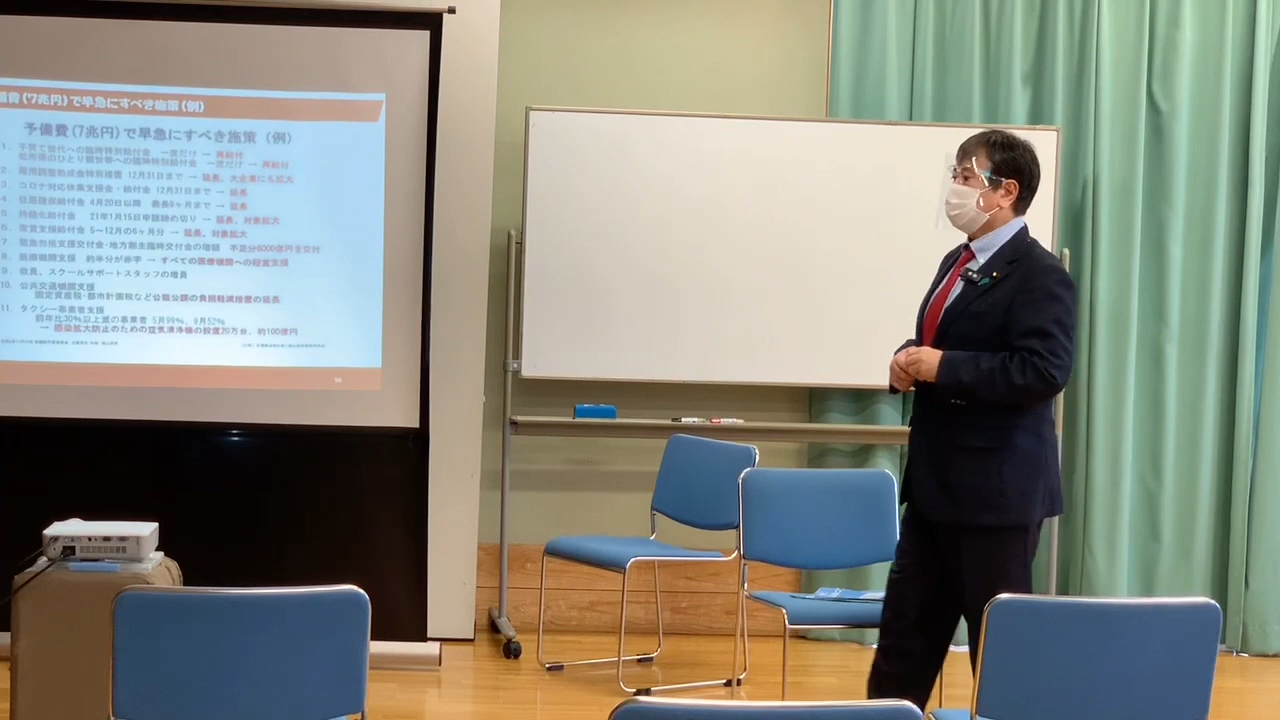 備費(7兆円)で早急にすべき施策(例)
予備費(7兆円)で早急にすべき施策(例)
1. 子育て世代への臨時特別給付金 一度だけ → 再給付
低所得のひとり親世帯への臨時特別給付金 一度だけ → 再給付
2. 雇用調整助成金特例措置 12月31日まで → 延長、大企業にも拡大
3. コロナ対応休業支援金・給付金 12月31日まで → 延長
4. 住居確保給付金 4月20日以降 最長9ヶ月まで → 延長
5. 持続化給付金 21年1月15日申請締め切り → 延長、対象拡大
6. 家賃支援給付金 5~12月の6ヶ月分 → 延長、対象拡大
7. 緊急包括支援交付金・地方創生臨時交付金の増額 不足分6000億円を交付
8. 医療機関支援 約半分が赤字 → すべての医療機関への経営支援
9. 教員、スクールサポートスタッフの増員
10. 公共交通機関支援
固定資産税・都市計画税など公租公課の負担軽減措置の延長
11. タクシー事業者支援
前年比30%以上減の事業者 5月99%、9月52%
→ 感染拡大防止のための空気清浄機の設置20万台、約100億円